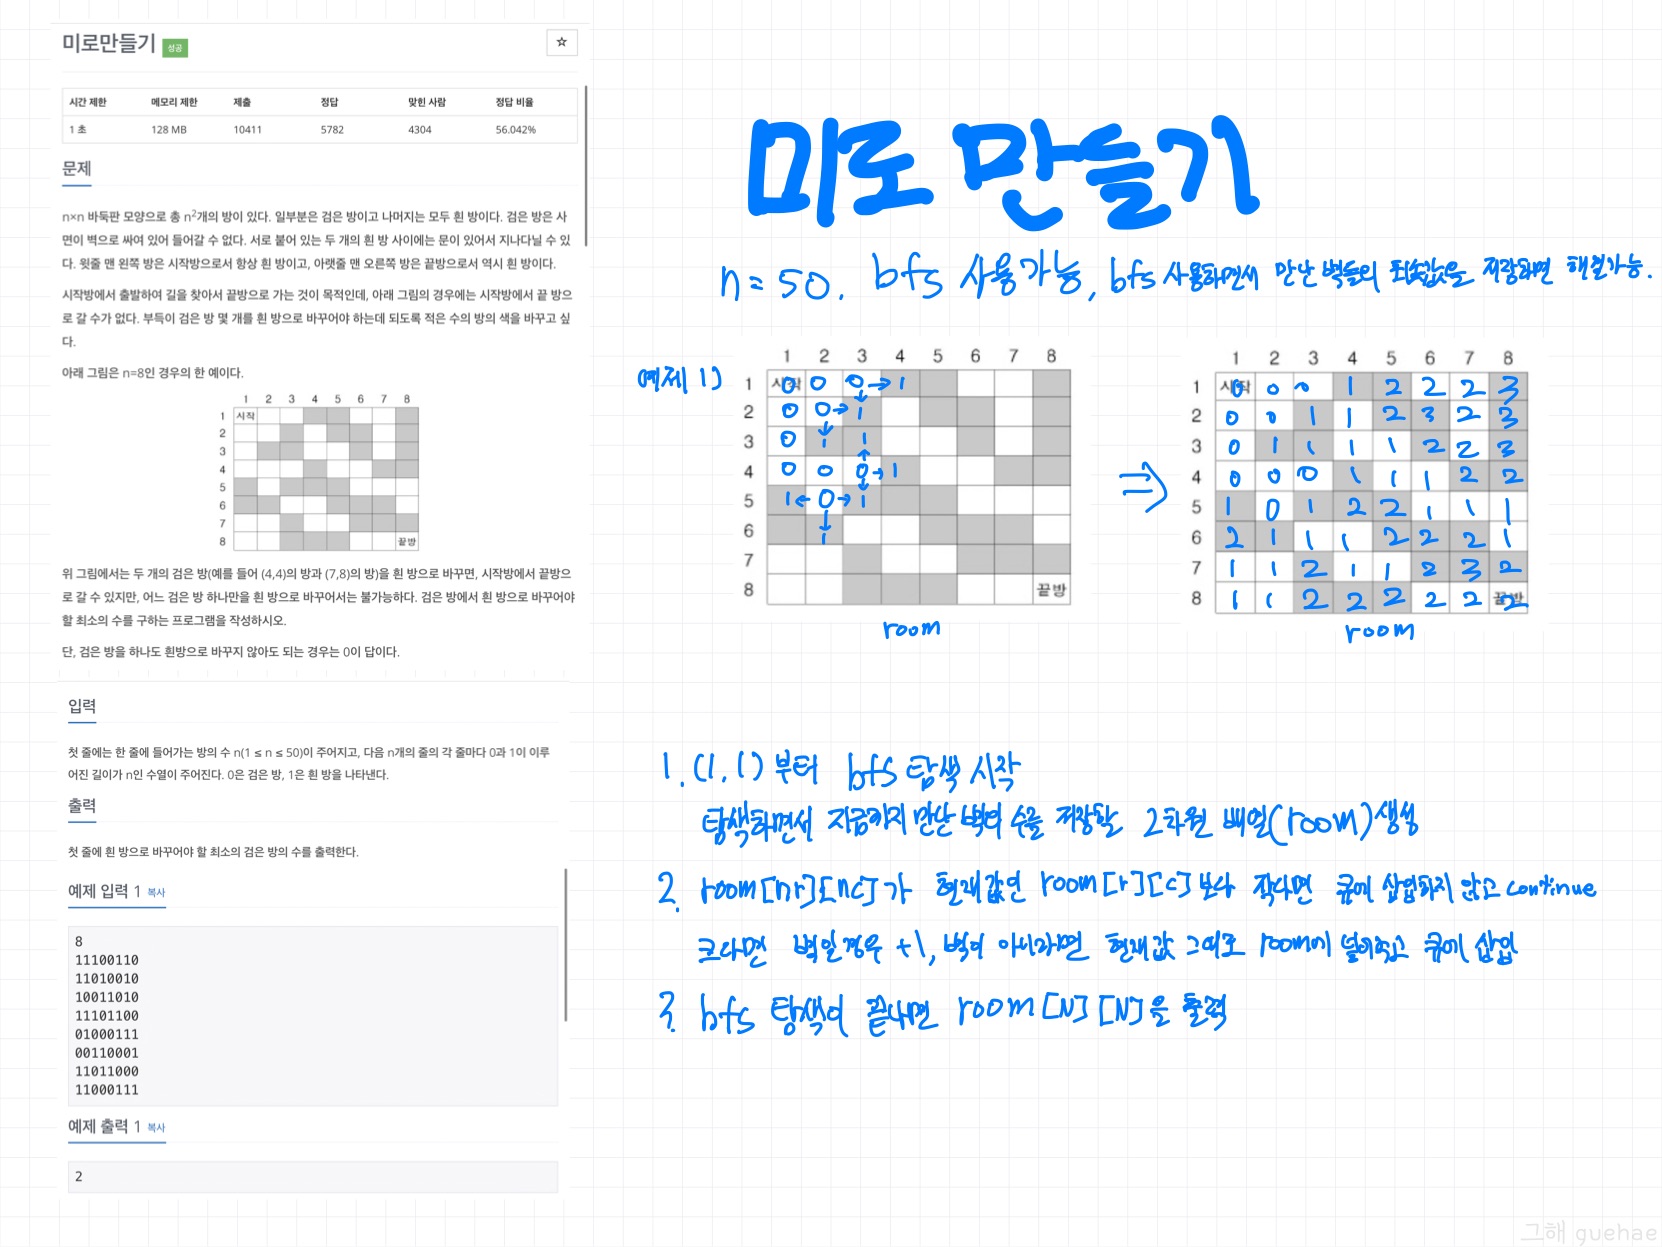 미로만들기 성공
☆
시간 제한 메모리 제한 제출 정답 맞힌 사람 정답 비율
1 초 128 MB 10411 5782 4304 56.042%
문제
n×n 바둑판 모양으로 총 n²개의 방이 있다. 일부분은 검은 방이고 나머지는 모두 흰 방이다. 검은 방은 사
면이 벽으로 싸여 있어 들어갈 수 없다. 서로 붙어 있는 두 개의 흰 방 사이에는 문이 있어서 지나다닐 수 있
다. 윗줄 맨 왼쪽 방은 시작방으로서 항상 흰 방이고, 아랫줄 맨 오른쪽 방은 끝방으로서 역시 흰 방이다.
시작방에서 출발하여 길을 찾아서 끝방으로 가는 것이 목적인데, 아래 그림의 경우에는 시작방에서 끝 방으
로 갈 수가 없다. 부득이 검은 방 몇 개를 흰 방으로 바꾸어야 하는데 되도록 적은 수의 방의 색을 바꾸고 싶
다.
아래 그림은 n=8인 경우의 한 예이다.
1 2 3 4 5 6 7 8
1 시작
2
3
4
5
6
7
8 끝방
위 그림에서는 두 개의 검은 방(예를 들어 (4,4)의 방과 (7,8)의 방)을 흰 방으로 바꾸면, 시작방에서 끝방으
로 갈 수 있지만, 어느 검은 방 하나만을 흰 방으로 바꾸어서는 불가능하다. 검은 방에서 흰 방으로 바꾸어야
할 최소의 수를 구하는 프로그램을 작성하시오.
단, 검은 방을 하나도 흰방으로 바꾸지 않아도 되는 경우는 0이 답이다.
입력
첫 줄에는 한 줄에 들어가는 방의 수 n(1 ≤ n ≤ 50)이 주어지고, 다음 n개의 줄의 각 줄마다 0과 1이 이루
어진 길이가 n인 수열이 주어진다. 0은 검은 방, 1은 흰 방을 나타낸다.
출력
첫 줄에 흰 방으로 바꾸어야 할 최소의 검은 방의 수를 출력한다.
예제 입력 1 복사
8
11100110
11010010
10011010
11101100
01000111
00110001
11011000
11000111
예제 출력 1 복사
2
미로 만들기
n = 50. bfs 사용가능, bfs 사용하면서 만난 벽들의 최솟값을 저장하면 해결가능.
예제 1)
1 2 3 4 5 6 7 8
1 시작 0 0 0 → 1
2 0 0 → 1
3 0 1 1
4 0 0 0 → 1
5 1 ← 0 → 1
6 1
7
8 끝방
room
⇒
1 2 3 4 5 6 7 8
1 시작 0 0 0 1 2 2 2 3
2 0 0 1 1 2 3 2 3
3 0 1 1 1 1 2 2 3
4 0 0 0 1 1 1 2 2
5 1 0 1 2 2 1 1 1
6 2 1 1 1 2 2 2 1
7 1 1 2 1 1 2 3 2
8 1 1 2 2 2 2 2 끝방 2
room
1. (1, 1) 부터 bfs 탐색 시작
탐색하면서 지금까지 만난 벽의 수를 저장할 2차원 배열(room) 생성
2. room[nr][nc]가 현재값인 room[r][c]보다 작다면 큐에 삽입하지 않고 continue
크다면 벽일 경우 +1, 벽이 아니라면 현재값 그대로 room에 넣어주고 큐에 삽입
3. bfs 탐색이 끝나면 room[N][N]을 출력
그해 guehae